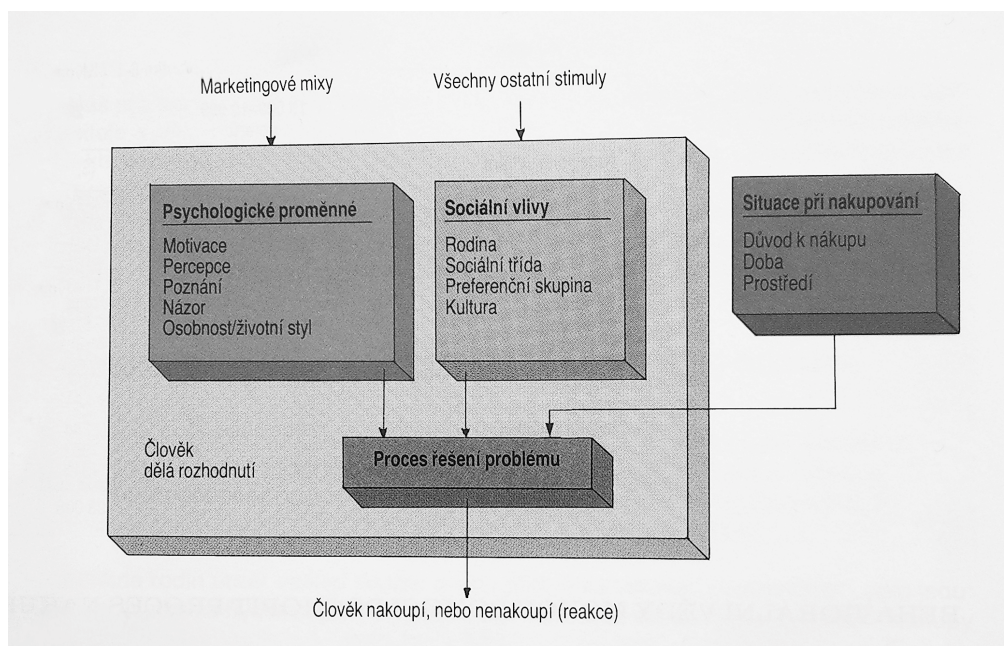 Marketingové mixy
Všechny ostatní stimuly
Psychologické proměnné
Motivace
Percepce
Poznání
Názor
Osobnost/životní styl
Sociální vlivy
Rodina
Sociální třída
Preferenční skupina
Kultura
Situace při nakupování
Důvod k nákupu
Doba
Prostředí
Člověk
dělá rozhodnutí
Proces řešení problému
Člověk nakoupí, nebo nenakoupí (reakce)